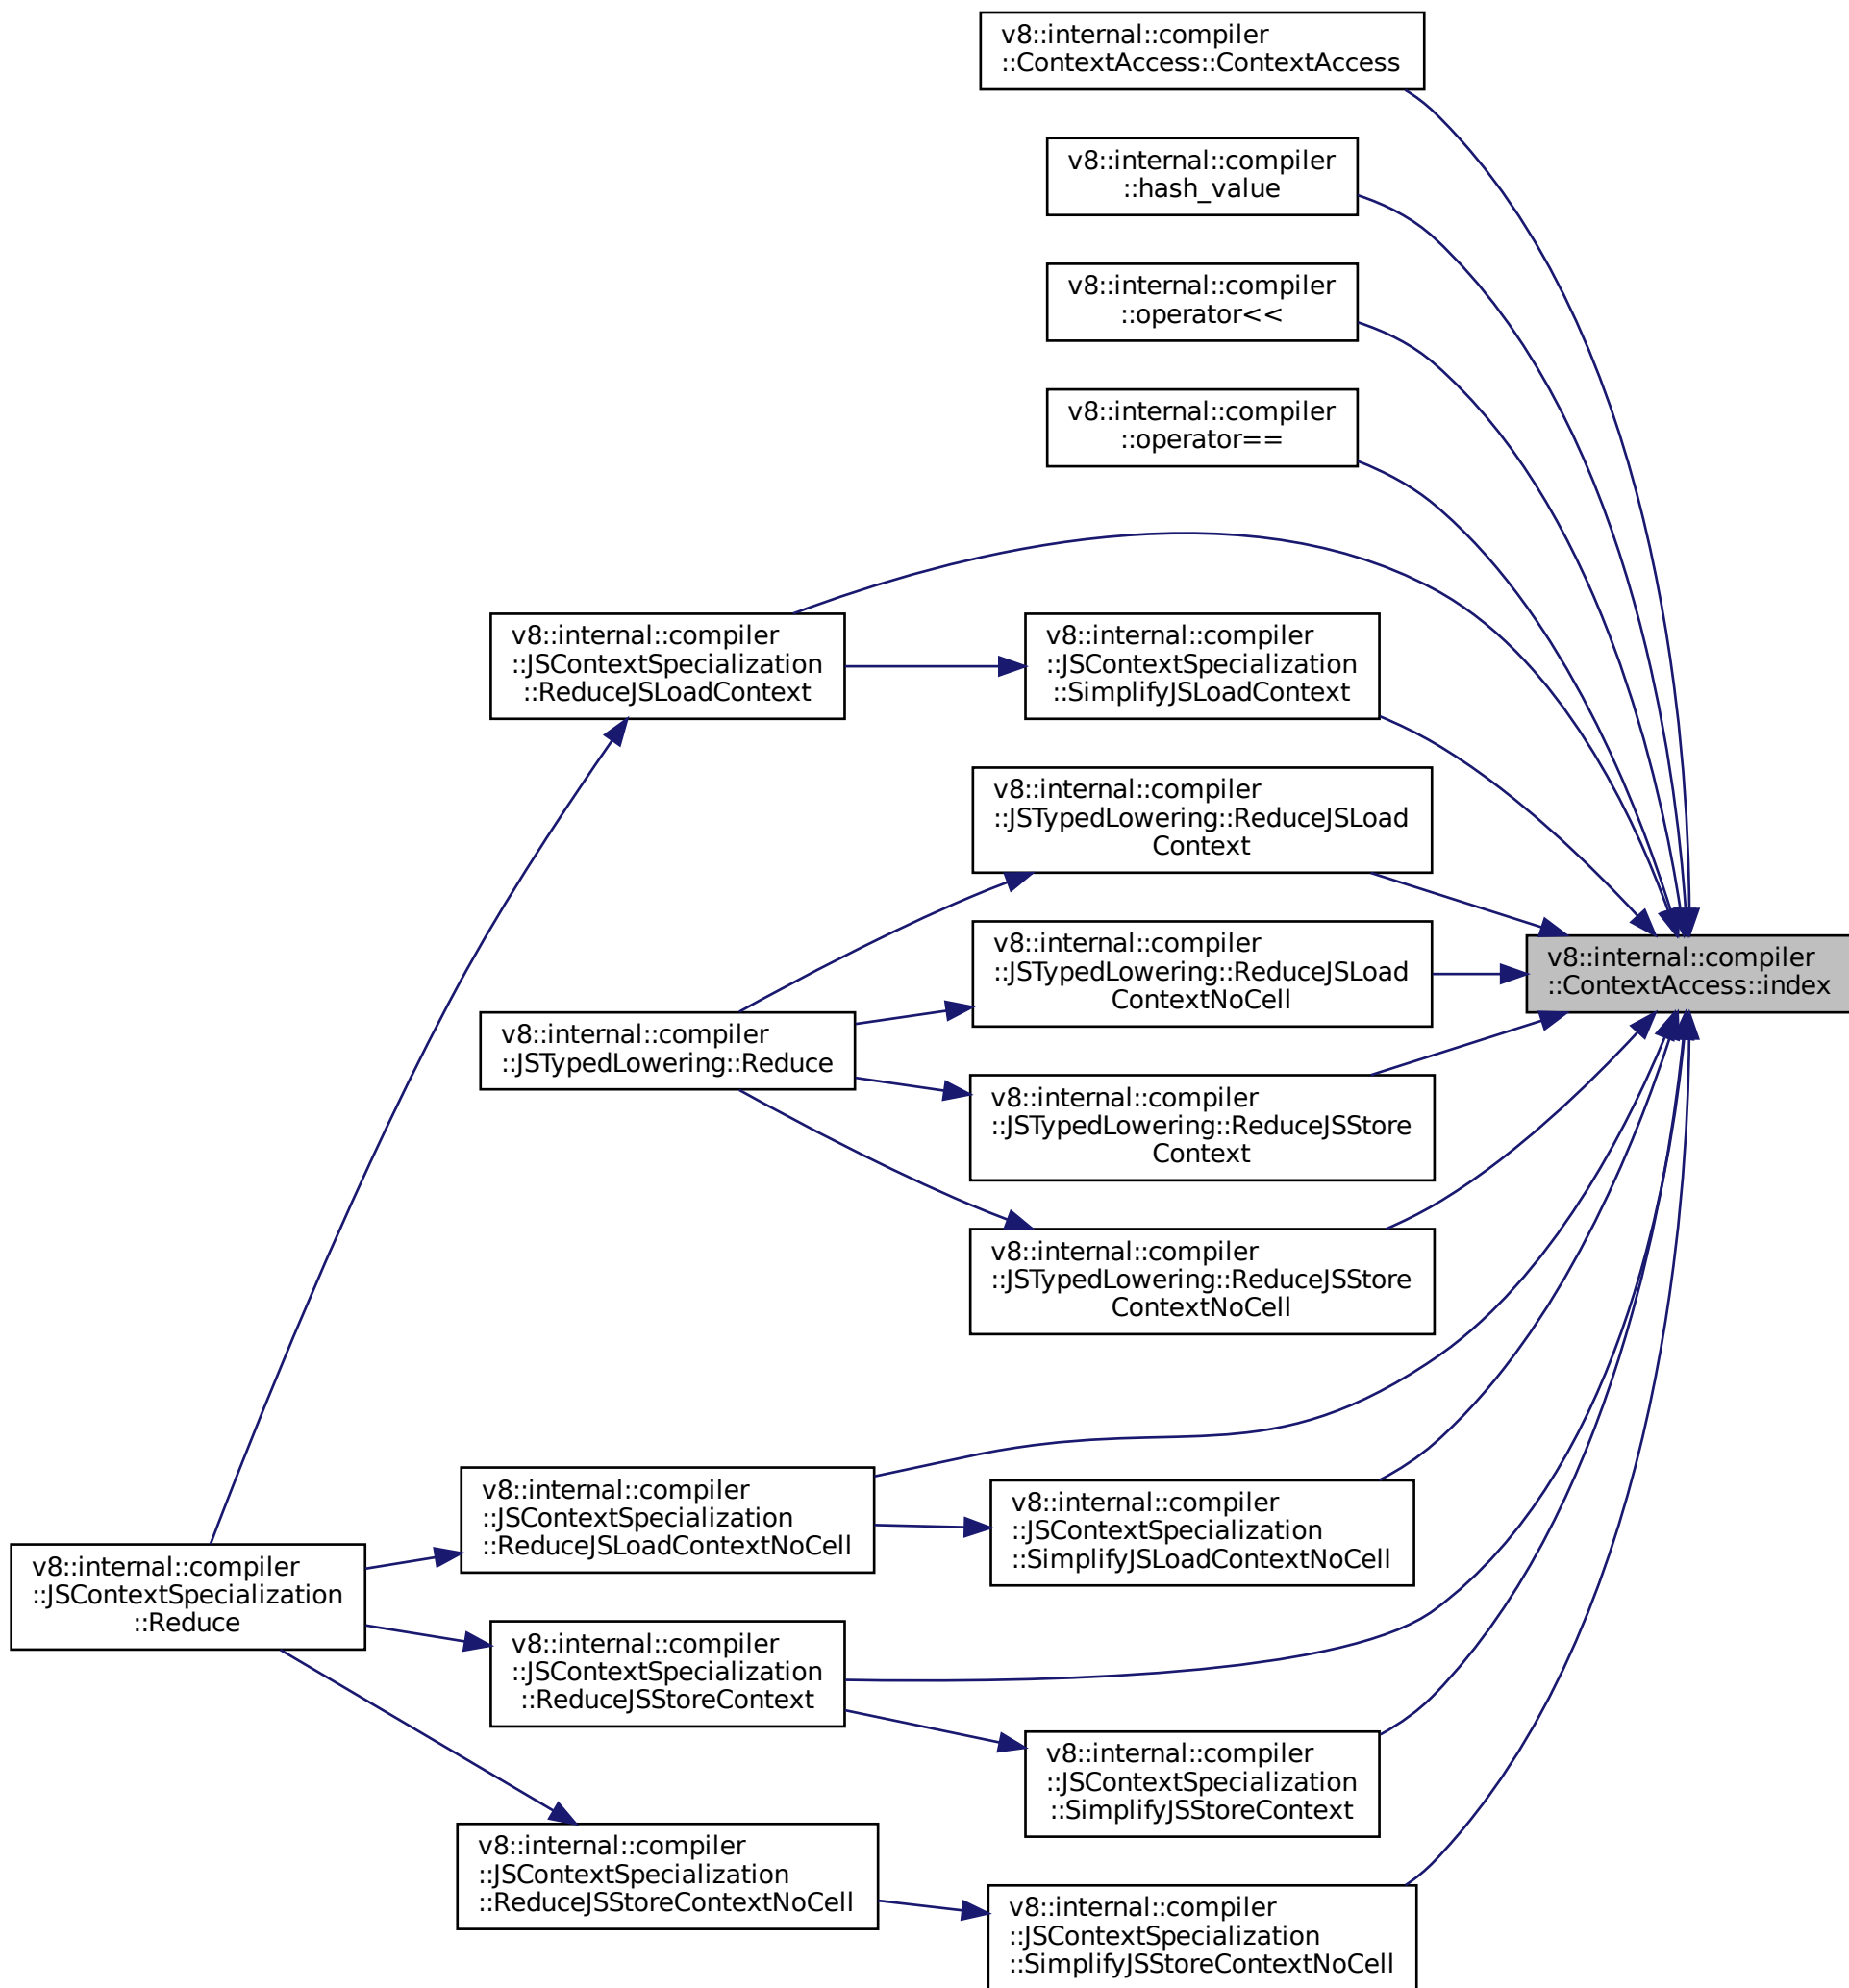 v8::internal::compiler
::ContextAccess::ContextAccess
v8::internal::compiler
::hash_value
v8::internal::compiler
::operator<<
v8::internal::compiler
::operator==
v8::internal::compiler
::JSContextSpecialization
::ReduceJSLoadContext
v8::internal::compiler
::JSContextSpecialization
::SimplifyJSLoadContext
v8::internal::compiler
::JSTypedLowering::ReduceJSLoad
Context
v8::internal::compiler
::JSTypedLowering::ReduceJSLoad
ContextNoCell
v8::internal::compiler
::ContextAccess::index
v8::internal::compiler
::JSTypedLowering::Reduce
v8::internal::compiler
::JSTypedLowering::ReduceJSStore
Context
v8::internal::compiler
::JSTypedLowering::ReduceJSStore
ContextNoCell
v8::internal::compiler
::JSContextSpecialization
::ReduceJSLoadContextNoCell
v8::internal::compiler
::JSContextSpecialization
::SimplifyJSLoadContextNoCell
v8::internal::compiler
::JSContextSpecialization
::Reduce
v8::internal::compiler
::JSContextSpecialization
::ReduceJSStoreContext
v8::internal::compiler
::JSContextSpecialization
::SimplifyJSStoreContext
v8::internal::compiler
::JSContextSpecialization
::ReduceJSStoreContextNoCell
v8::internal::compiler
::JSContextSpecialization
::SimplifyJSStoreContextNoCell